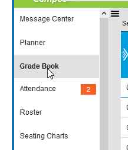 Message Center
Planner
Grade Book
Attendance 2
Roster
Seating Charts